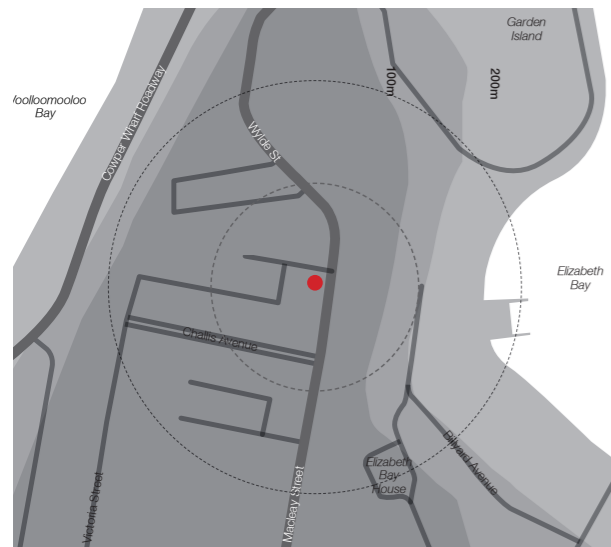 Garden
Island
/oolloomooloo
Bay
Cowper Wharf Roadway
100m
200m
Wylde St
Elizabeth
Bay
Challis Avenue
Billyard Avenue
Elizabeth
Bay
House
Victoria Street
Macleay Street